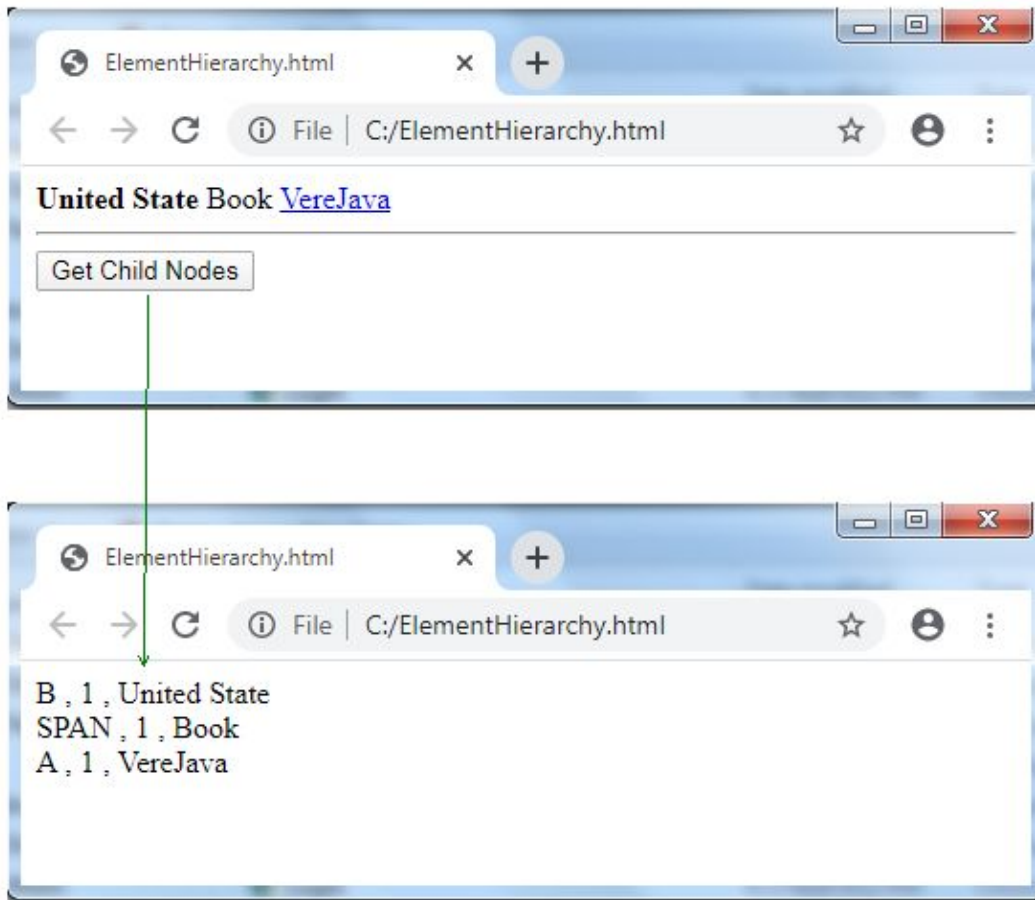 ElementHierarchy.html
File | C:/ElementHierarchy.html
United State Book VereJava
Get Child Nodes
ElementHierarchy.html
File | C:/ElementHierarchy.html
B , 1 , United State
SPAN , 1 , Book
A , 1 , VereJava